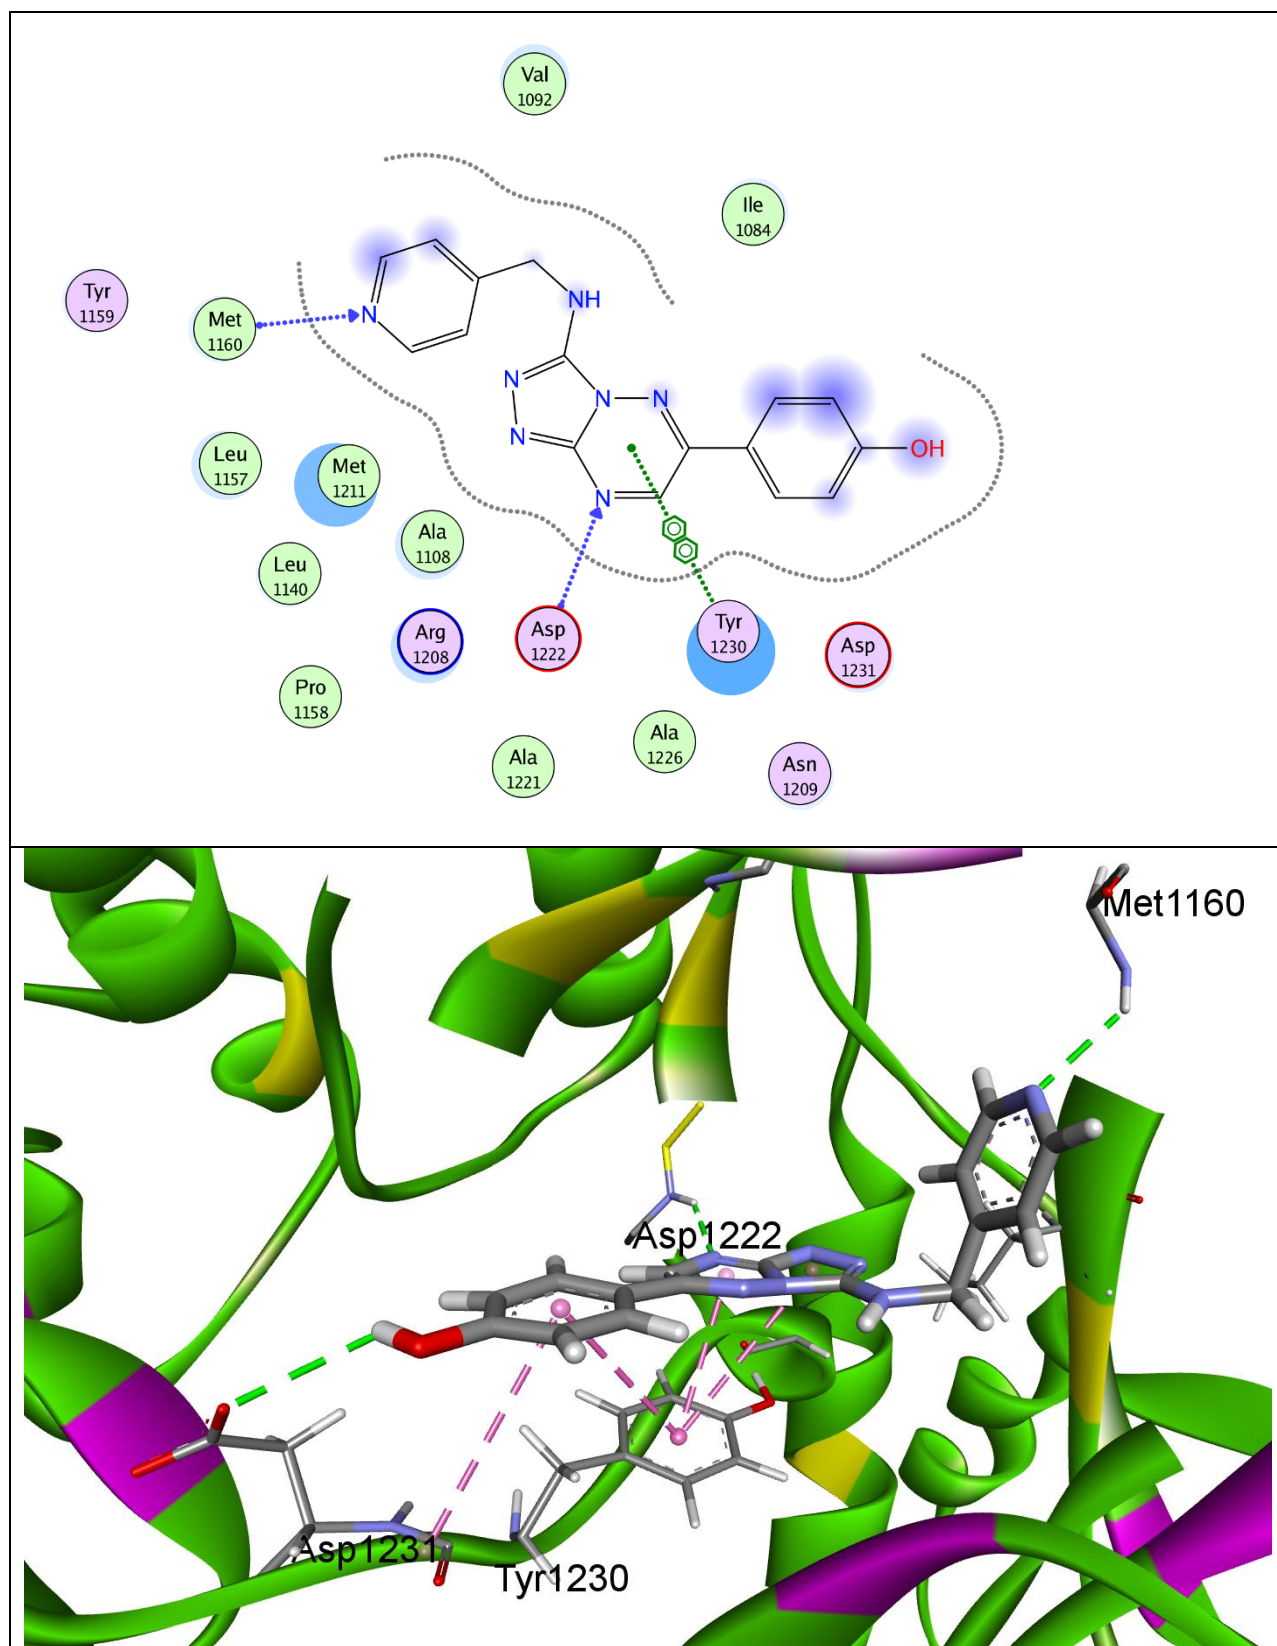 Val
1092
Ile
1084
Tyr
1159
Met
1160
N
NH
N
N
N
N
N
OH
Leu
1157
Met
1211
Ala
1108
Leu
1140
Arg
1208
Asp
1222
Tyr
1230
Asp
1231
Pro
1158
Ala
1221
Ala
1226
Asn
1209
Met1160
Asp1222
Asp1231
Tyr1230